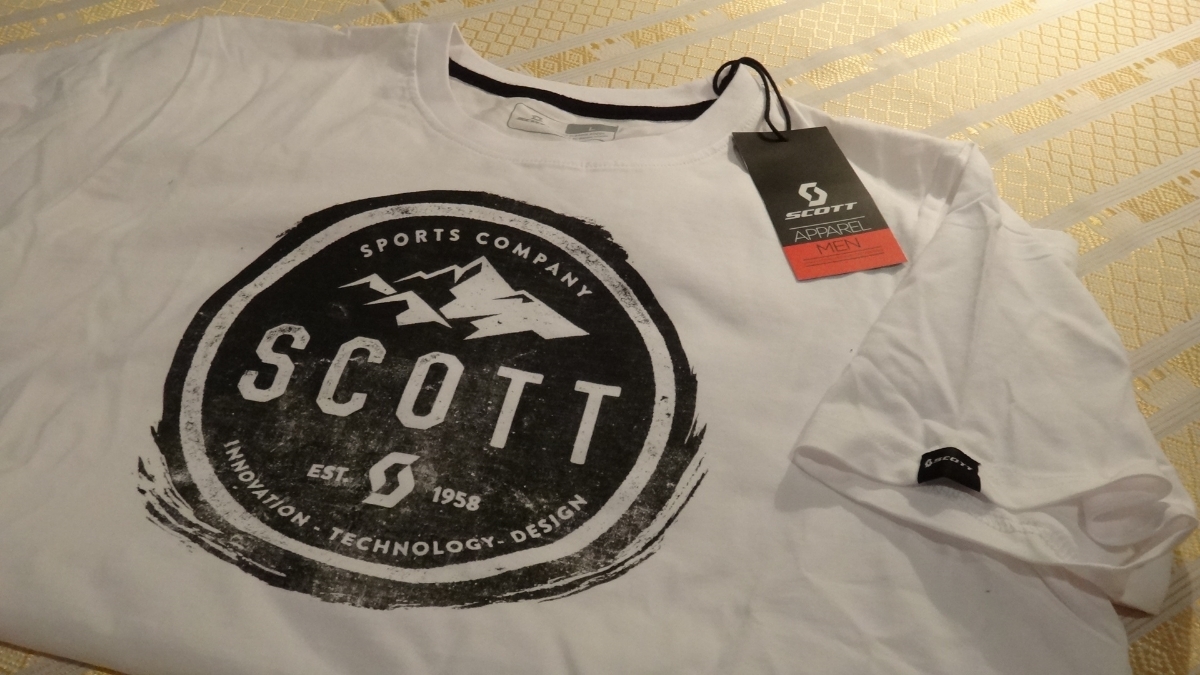 SCOTT
APPAREL
MEN
SPORTS COMPANY
SCOTT
EST. 1958
INNOVATION - TECHNOLOGY - DESIGN
SCOTT